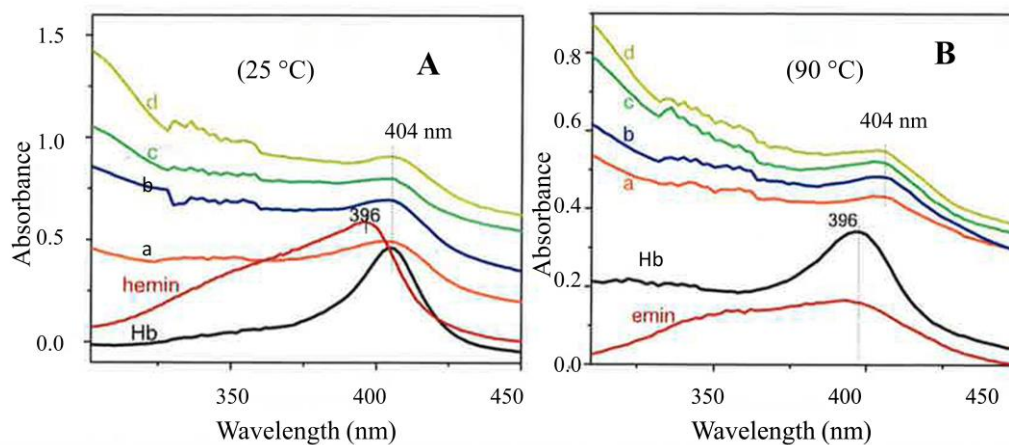 1.5
1.0
0.5
0.0
Absorbance
(25 °C)
A
d
404 nm
c
b
396
a
hemin
Hb
350
400
450
Wavelength (nm)
0.8
0.6
0.4
0.2
0.0
Absorbance
(90 °C)
B
d
c
404 nm
b
a
396
Hb
emin
350
400
450
Wavelength (nm)